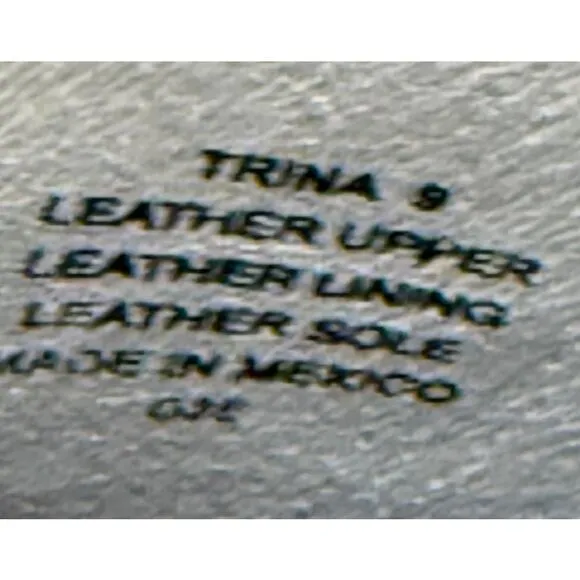 TRINA 9
LEATHER UPPER
LEATHER LINING
LEATHER SOLE
MADE IN MEXICO